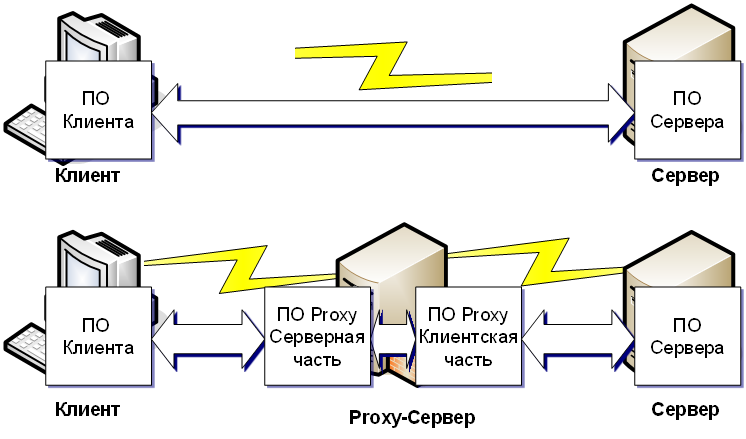 ПО
Клиента
ПО
Сервера
Клиент
Сервер
ПО
Клиента
ПО Proxy
Серверная
часть
ПО Proxy
Клиентская
часть
ПО
Сервера
Клиент
Proxy-Сервер
Сервер